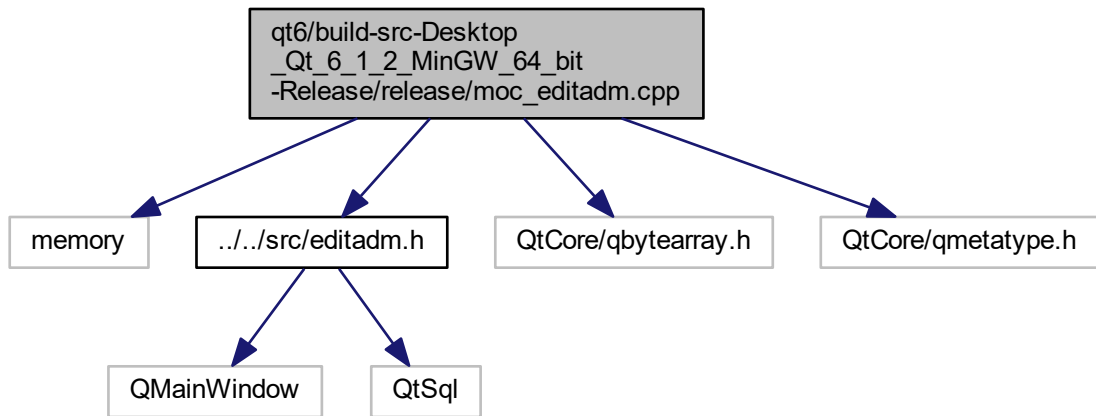 qt6/build-src-Desktop
_Qt_6_1_2_MinGW_64_bit
-Release/release/moc_editadm.cpp
memory
../../src/editadm.h
QtCore/qbytearray.h
QtCore/qmetatype.h
QMainWindow
QtSql